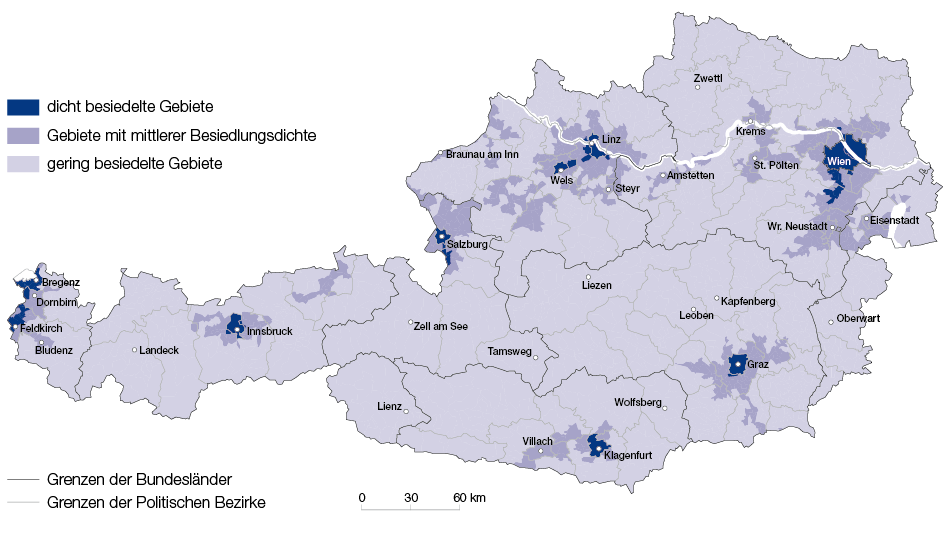 dicht besiedelte Gebiete
Gebiete mit mittlerer Besiedlungsdichte
gering besiedelte Gebiete
Zwettl
Krems
Linz
Braunau am Inn
Wien
St. Pölten
Amstetten
Wels
Steyr
Eisenstadt
Wr. Neustadt
Salzburg
Bregenz
Liezen
Dornbirn
Kapfenberg
Leoben
Oberwart
Feldkirch
Innsbruck
Zell am See
Bludenz
Landeck
Tamsweg
Graz
Lienz
Wolfsberg
Villach
Klagenfurt
Grenzen der Bundesländer
Grenzen der Politischen Bezirke
0 30 60 km